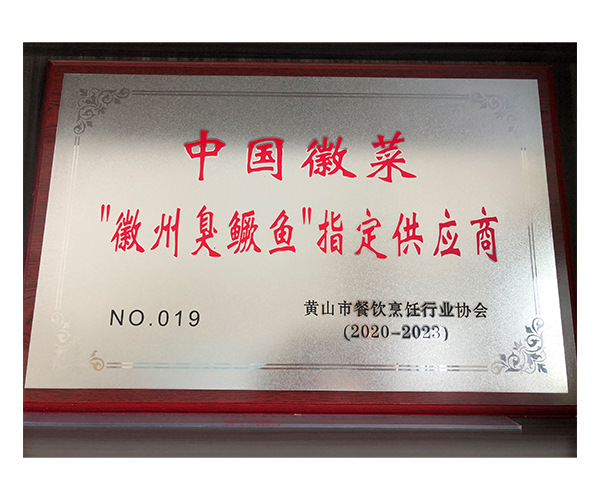 中国徽菜
"徽州臭鳜鱼"指定供应商
NO.019
黄山市餐饮烹饪行业协会
(2020-2023)